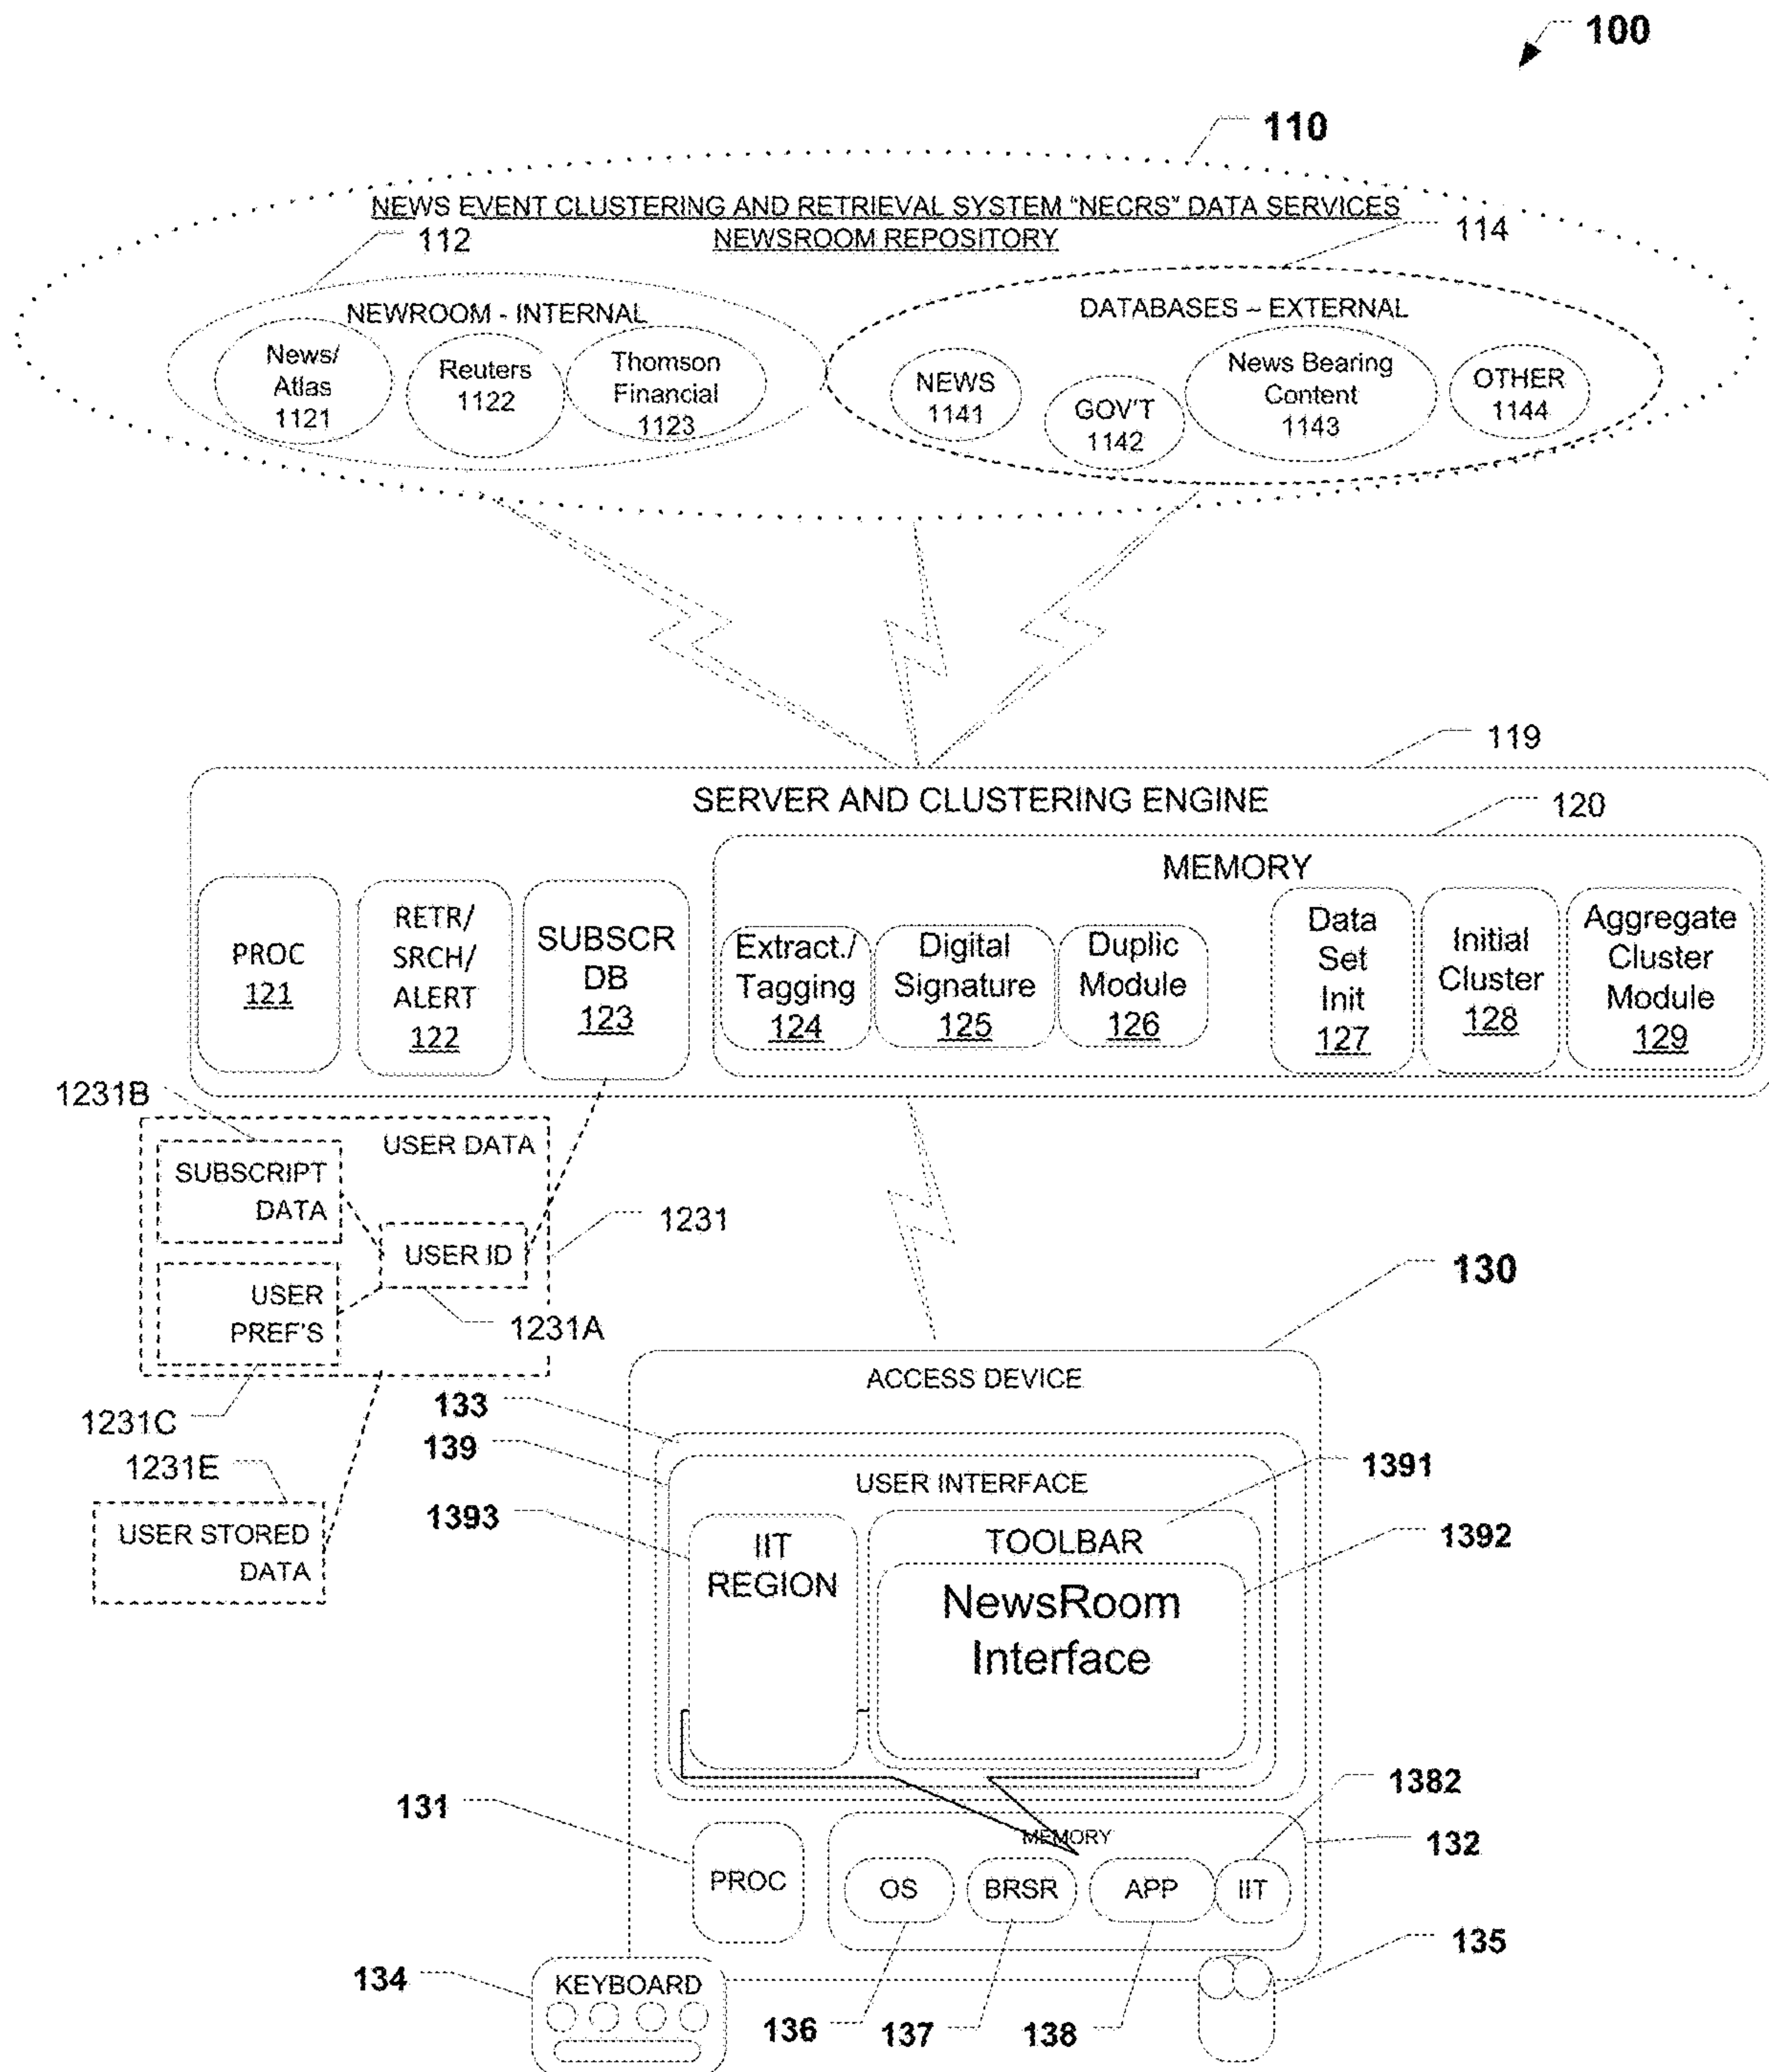 100
110
NEWS EVENT CLUSTERING AND RETRIEVAL SYSTEM "NECRS" DATA SERVICES
NEWSROOM REPOSITORY
112
114
NEWROOM - INTERNAL
News/
Atlas
1121
Reuters
1122
Thomson
Financial
1123
DATABASES – EXTERNAL
NEWS
1141
GOV'T
1142
News Bearing
Content
1143
OTHER
1144
119
SERVER AND CLUSTERING ENGINE
120
MEMORY
PROC
121
RETR/
SRCH/
ALERT
122
SUBSCR
DB
123
Extract./
Tagging
124
Digital
Signature
125
Duplic
Module
126
Data
Set
Init
127
Initial
Cluster
128
Aggregate
Cluster
Module
129
1231B
USER DATA
SUBSCRIPT
DATA
USER ID
1231
USER
PREF'S
1231A
1231C
1231E
USER STORED
DATA
130
ACCESS DEVICE
133
139
USER INTERFACE
1391
1393
IIT
REGION
TOOLBAR
1392
NewsRoom
Interface
1382
131
MEMORY
132
PROC
OS
BRSR
APP
IIT
135
134
KEYBOARD
136
137
138